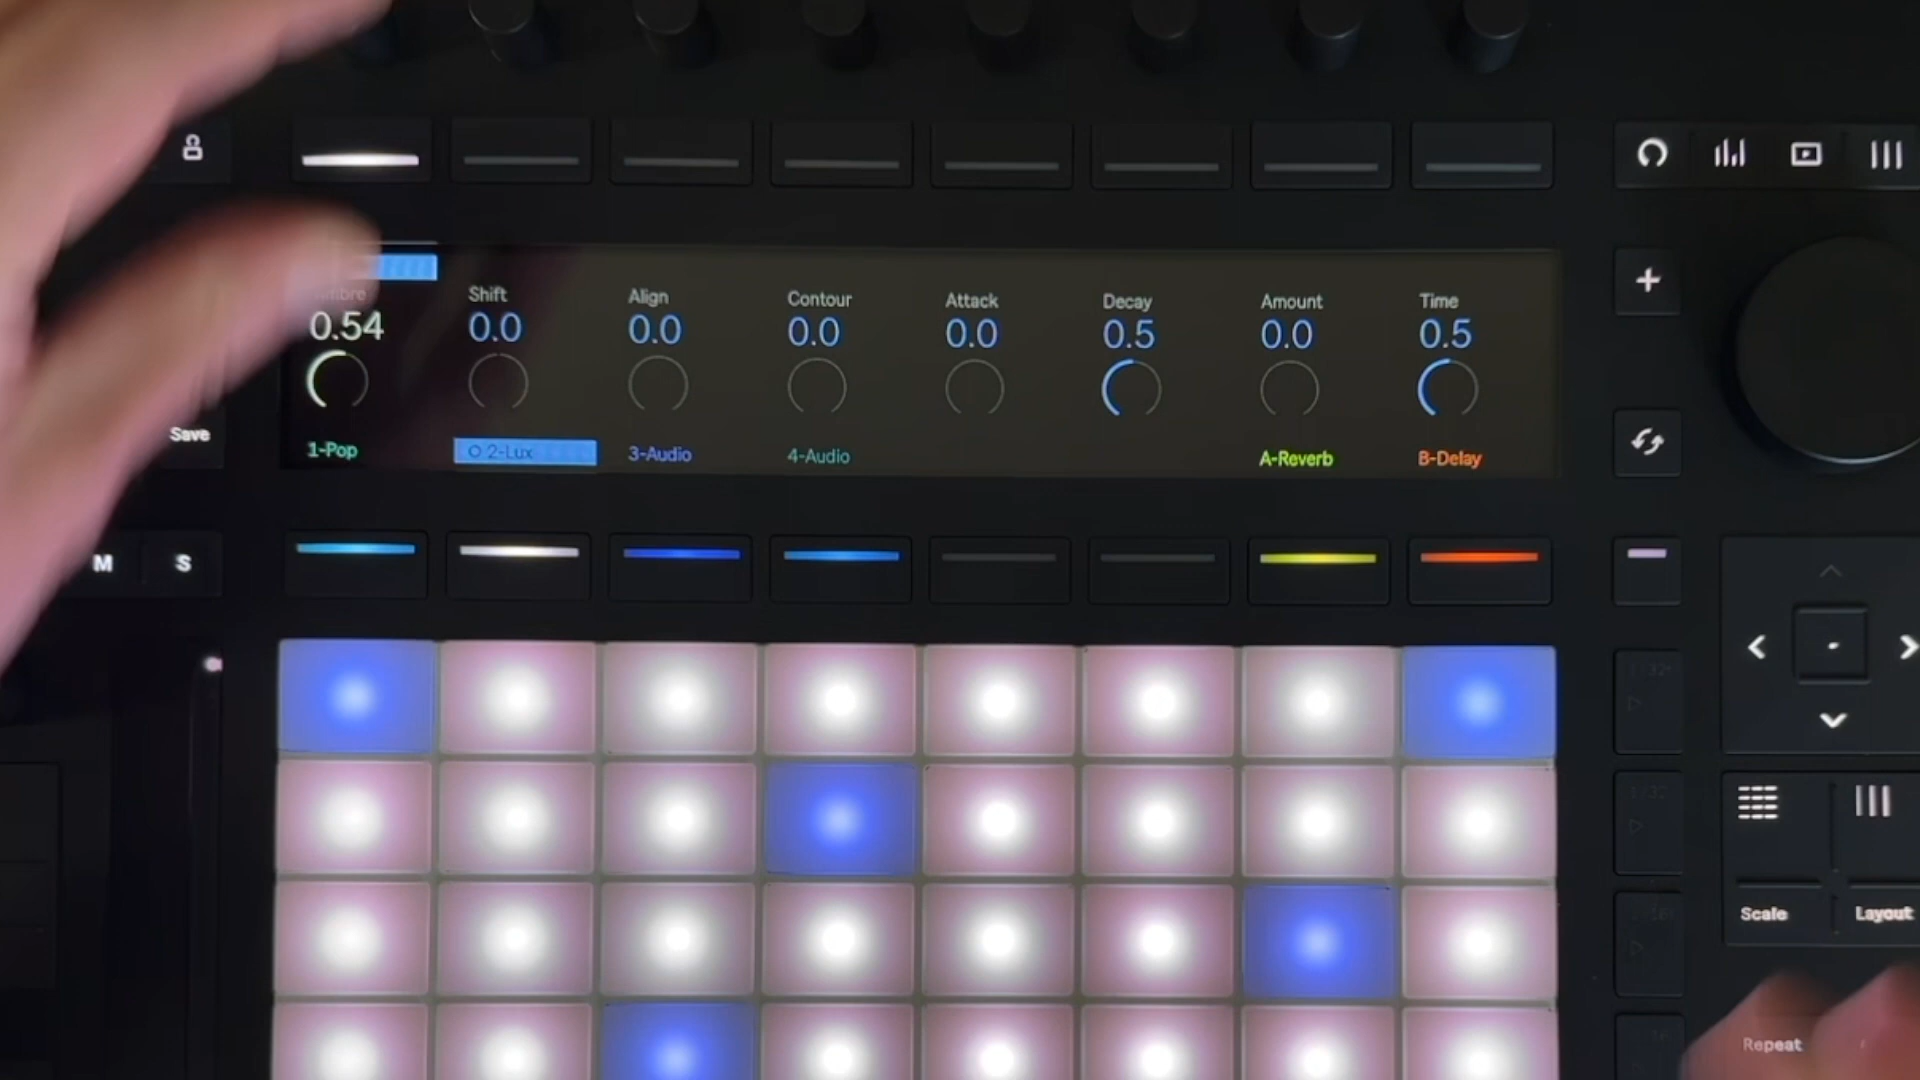 Shift Align Contour Attack Decay Amount Time
0.54 0.0 0.0 0.0 0.0 0.5 0.0 0.5
Save
1-Pop 2-Lux 3-Audio 4-Audio A-Reverb B-Delay
M S
Scale Layout
Repeat